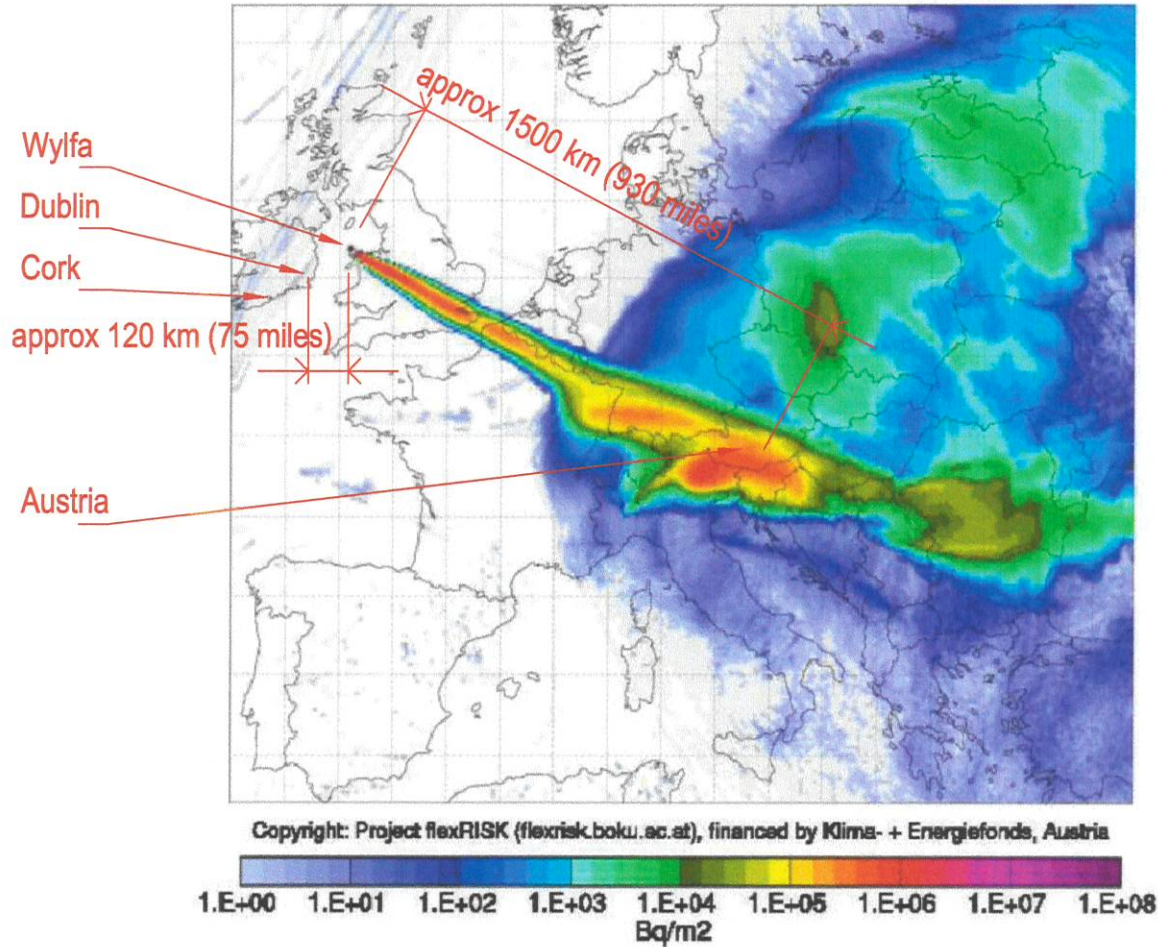 approx 1500 km (930 miles)
Wylfa
Dublin
Cork
approx 120 km (75 miles)
Austria
Copyright: Project flexRISK (flexrisk.boku.ac.at), financed by Klima- + Energiefonds, Austria
1.E+00 1.E+01 1.E+02 1.E+03 1.E+04 1.E+05 1.E+06 1.E+07 1.E+08
Bq/m2